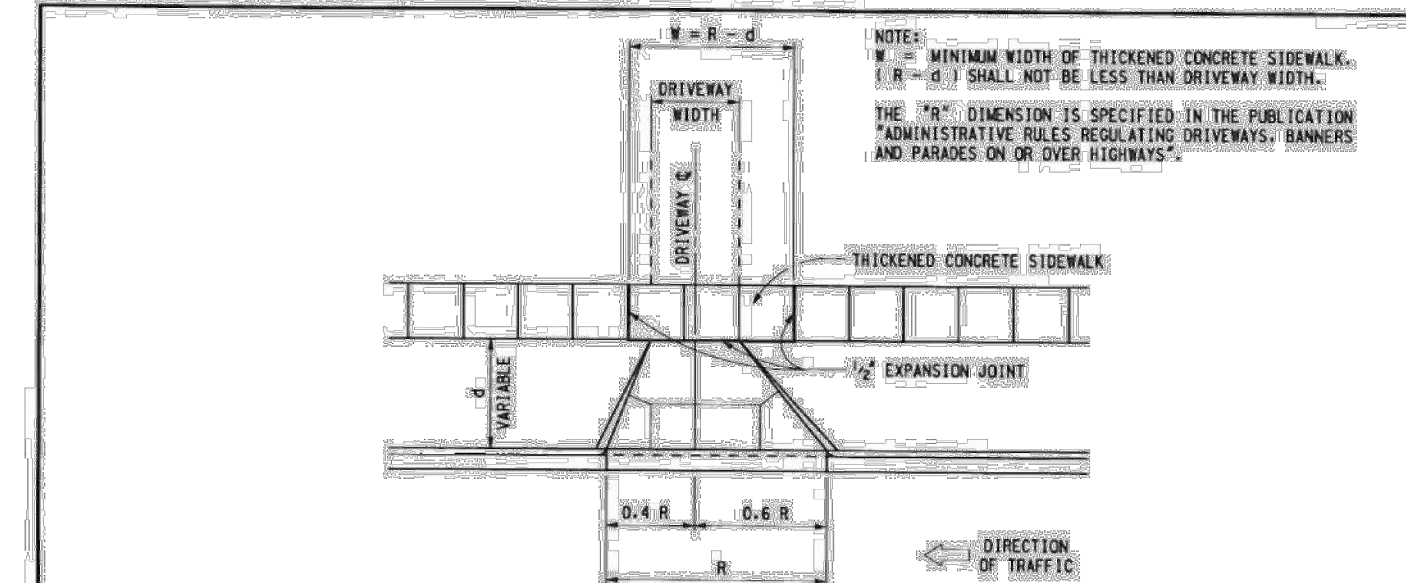 W = R - d
NOTE:
W = MINIMUM WIDTH OF THICKENED CONCRETE SIDEWALK.
( R - d ) SHALL NOT BE LESS THAN DRIVEWAY WIDTH.
THE "R" DIMENSION IS SPECIFIED IN THE PUBLICATION
"ADMINISTRATIVE RULES REGULATING DRIVEWAYS, BANNERS
AND PARADES ON OR OVER HIGHWAYS".
DRIVEWAY
WIDTH
DRIVEWAY ℄
THICKENED CONCRETE SIDEWALK
1/2" EXPANSION JOINT
d
VARIABLE
0.4 R
0.6 R
R
DIRECTION
OF TRAFFIC